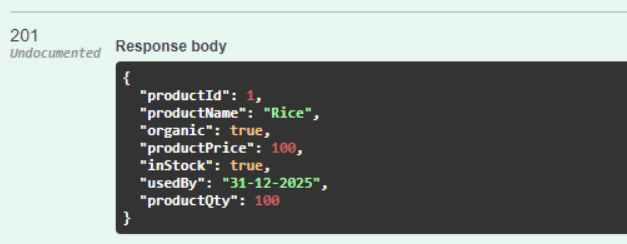 201
Undocumented
Response body
{
"productId": 1,
"productName": "Rice",
"organic": true,
"productPrice": 100,
"inStock": true,
"usedBy": "31-12-2025",
"productQty": 100
}